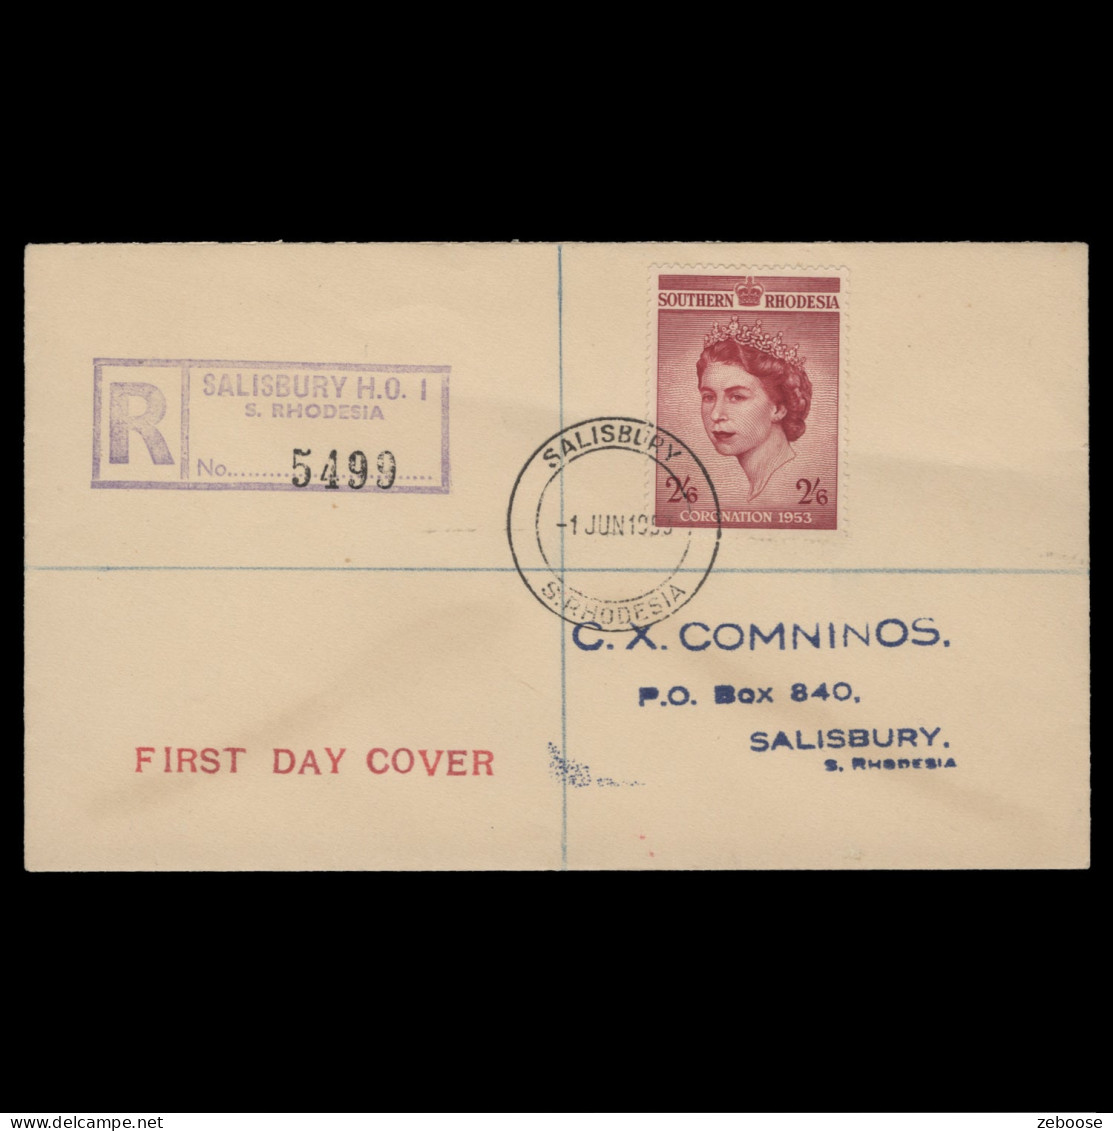 SOUTHERN RHODESIA
2/6 2/6
CORONATION 1953
R
SALISBURY H.O. 1
S. RHODESIA
No. 5499
SALISBURY
-1 JUN 1953
S. RHODESIA
C. X. COMNINOS.
P.O. Box 840,
SALISBURY.
S. RHODESIA
FIRST DAY COVER
delcampe.net
zeboose